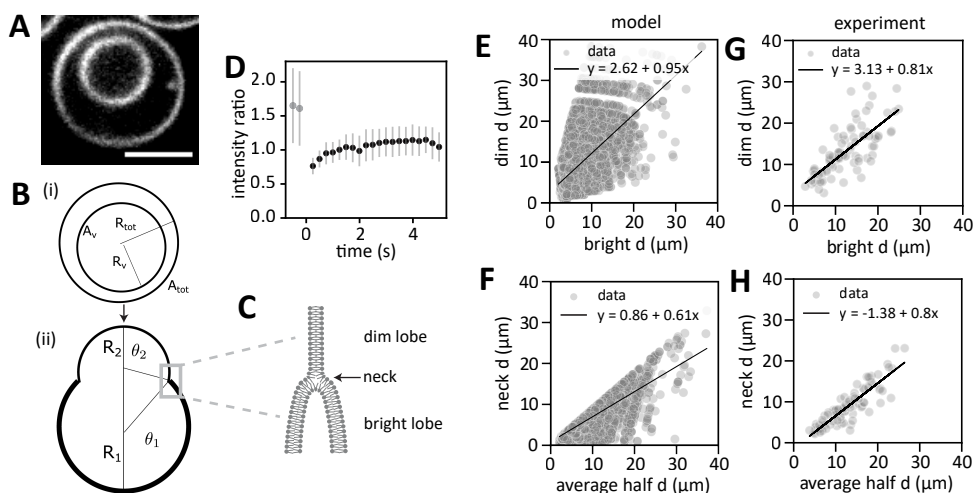 A
B
(i)
A_v
R_tot
R_v
A_tot
(ii)
R_2
θ_2
R_1
θ_1
C
dim lobe
neck
bright lobe
D
intensity ratio
2.0
1.5
1.0
0.5
0.0
0
2
4
time (s)
model
E
dim d (µm)
40
30
20
10
0
data
y = 2.62 + 0.95x
0 10 20 30 40
bright d (µm)
F
neck d (µm)
40
30
20
10
0
data
y = 0.86 + 0.61x
0 10 20 30 40
average half d (µm)
experiment
G
dim d (µm)
40
30
20
10
0
data
y = 3.13 + 0.81x
0 10 20 30 40
bright d (µm)
H
neck d (µm)
40
30
20
10
0
data
y = -1.38 + 0.8x
0 10 20 30 40
average half d (µm)